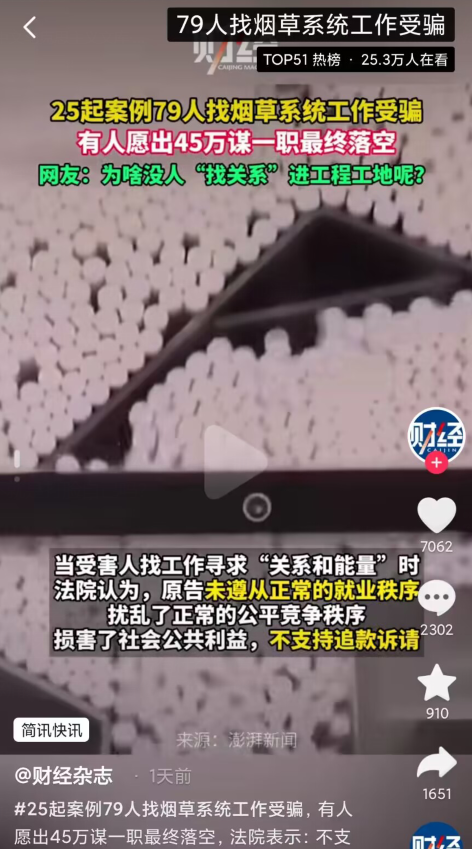 79人找烟草系统工作受骗
TOP51 热榜 · 25.3万人在看
财经
CAIJING MAG
25起案例79人找烟草系统工作受骗
有人愿出45万谋一职最终落空
网友：为啥没人“找关系”进工程工地呢？
财经
CAIJING
7062
2302
910
1651
当受害人找工作寻求“关系和能量”时
法院认为，原告未遵从正常的就业秩序
扰乱了正常的公平竞争秩序
损害了社会公共利益，不支持追款诉请
简讯快讯
来源：澎湃新闻
@财经杂志 · 1天前
#25起案例79人找烟草系统工作受骗，有人
愿出45万谋一职最终落空，法院表示：不支
财经